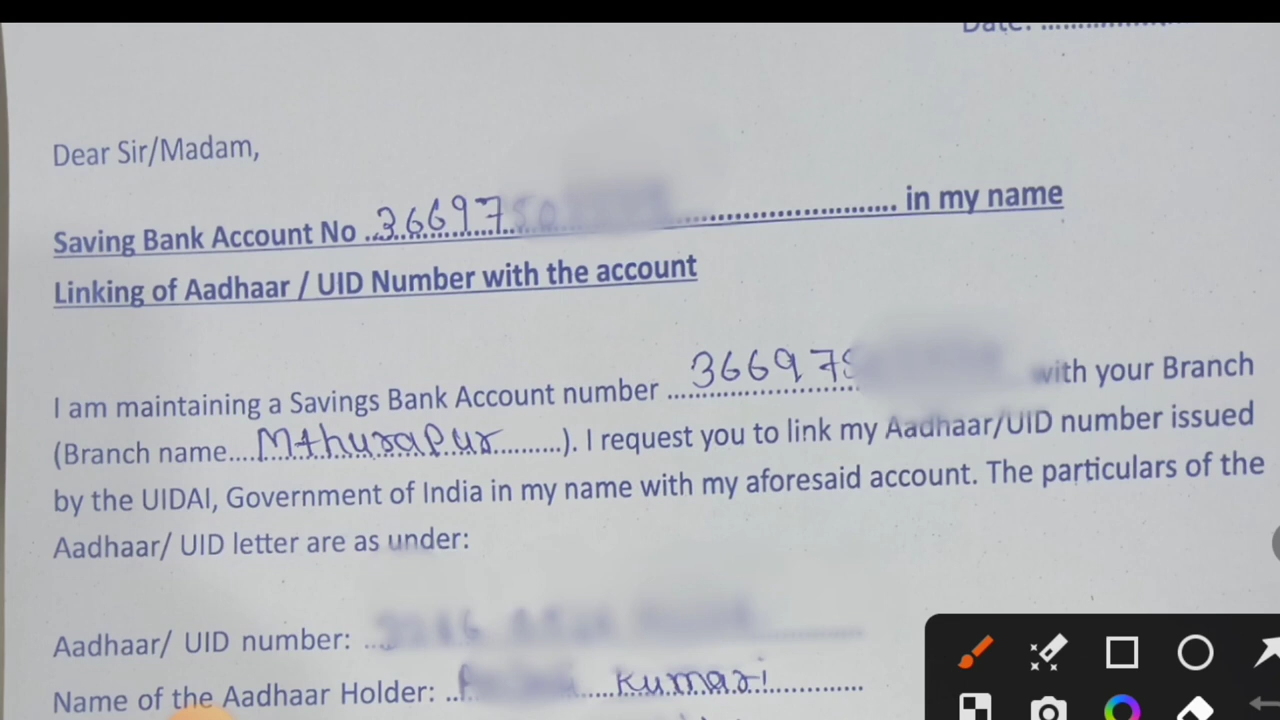 Date: ....................
Dear Sir/Madam,
Saving Bank Account No ..36697.................................... in my name
Linking of Aadhaar / UID Number with the account
I am maintaining a Savings Bank Account number ......36697.................. with your Branch
(Branch name....Mthurapur..........). I request you to link my Aadhaar/UID number issued
by the UIDAI, Government of India in my name with my aforesaid account. The particulars of the
Aadhaar/ UID letter are as under:
Aadhaar/ UID number: ...
Name of the Aadhaar Holder: .. ....Kumari...............